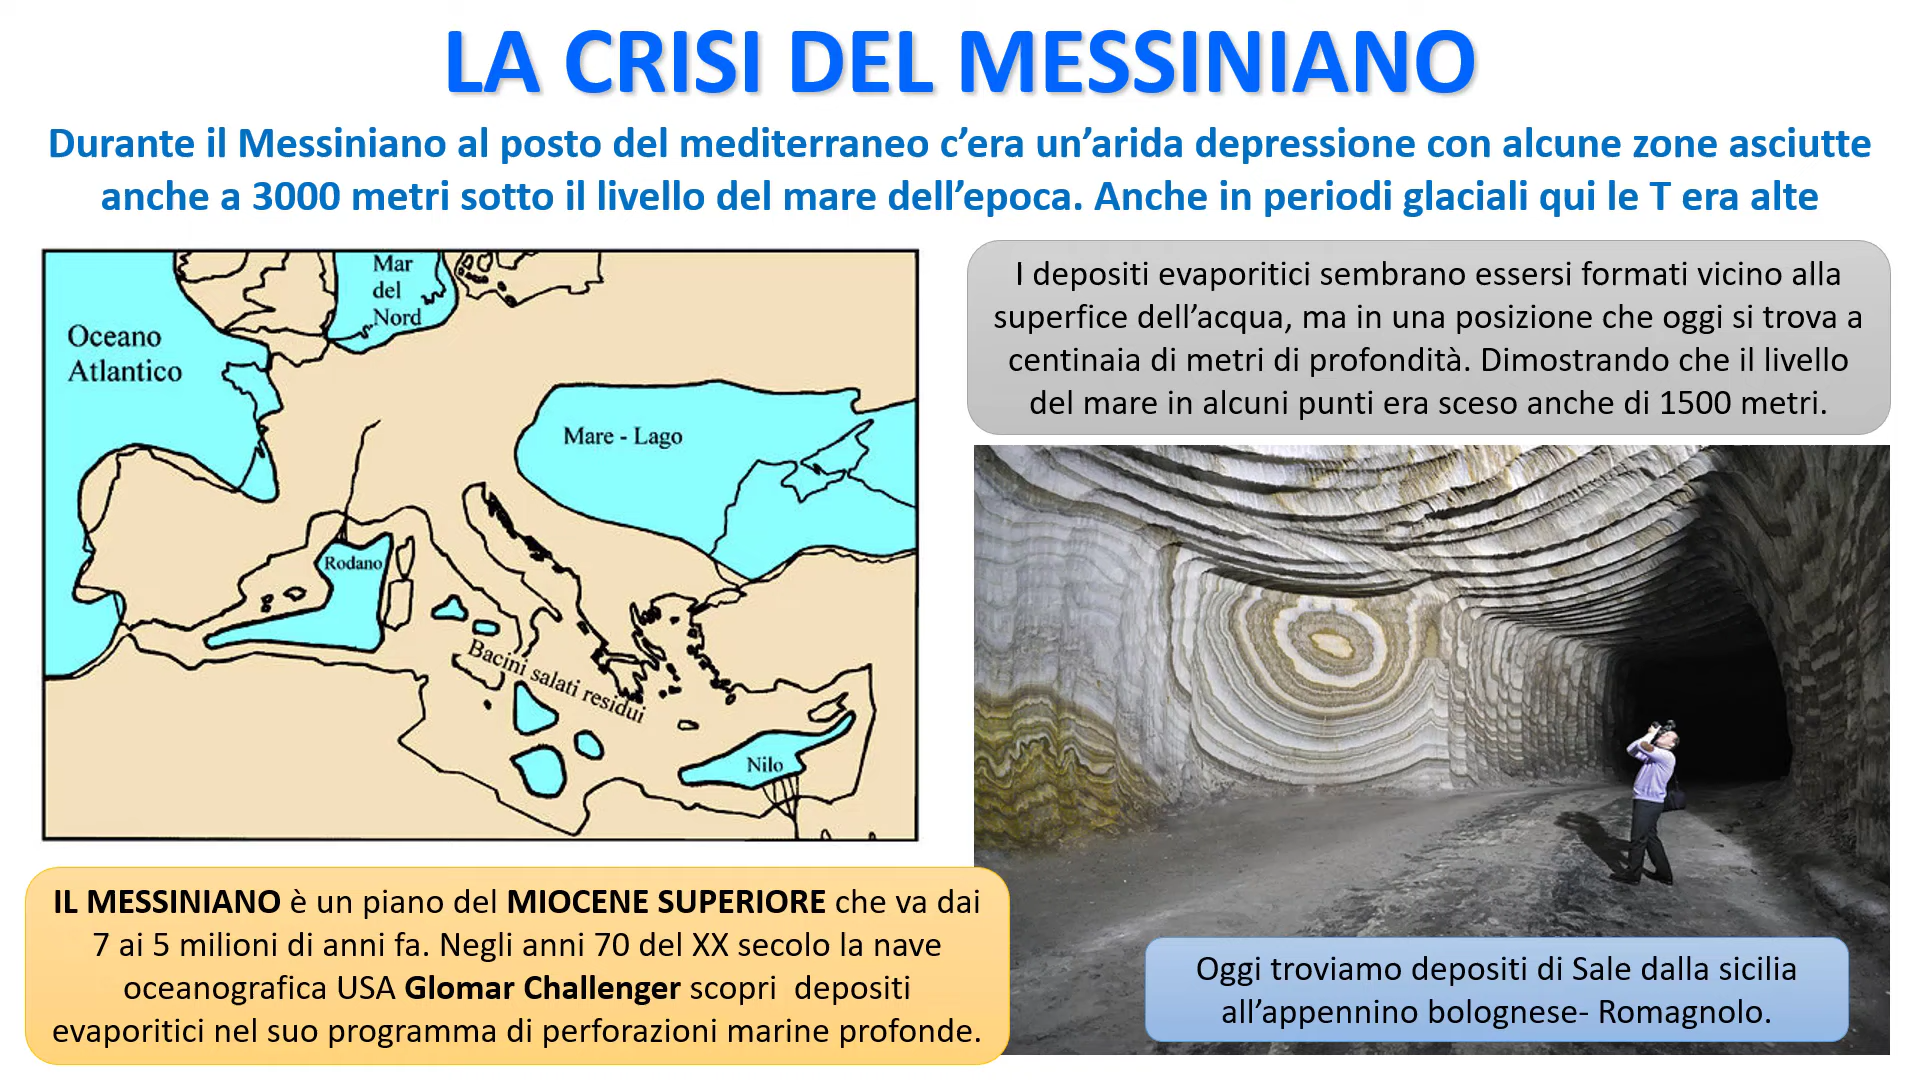 LA CRISI DEL MESSINIANO
Durante il Messiniano al posto del mediterraneo c’era un’arida depressione con alcune zone asciutte
anche a 3000 metri sotto il livello del mare dell’epoca. Anche in periodi glaciali qui le T era alte
Mar
del
Nord
Oceano
Atlantico
Mare - Lago
Rodano
Bacini salati residui
Nilo
I depositi evaporitici sembrano essersi formati vicino alla
superfice dell’acqua, ma in una posizione che oggi si trova a
centinaia di metri di profondità. Dimostrando che il livello
del mare in alcuni punti era sceso anche di 1500 metri.
IL MESSINIANO è un piano del MIOCENE SUPERIORE che va dai
7 ai 5 milioni di anni fa. Negli anni 70 del XX secolo la nave
oceanografica USA Glomar Challenger scopri  depositi
evaporitici nel suo programma di perforazioni marine profonde.
Oggi troviamo depositi di Sale dalla sicilia
all’appennino bolognese- Romagnolo.